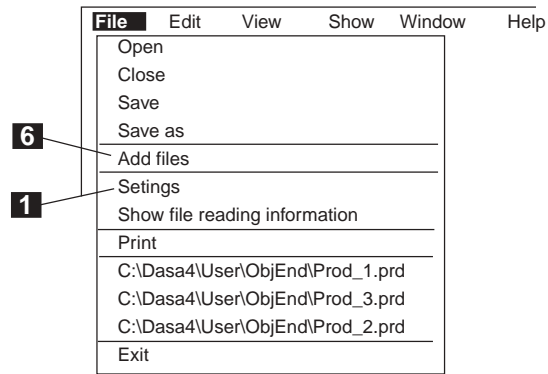 File Edit View Show Window Help
Open
Close
Save
Save as
6
Add files
Setings
1
Show file reading information
Print
C:\Dasa4\User\ObjEnd\Prod_1.prd
C:\Dasa4\User\ObjEnd\Prod_3.prd
C:\Dasa4\User\ObjEnd\Prod_2.prd
Exit